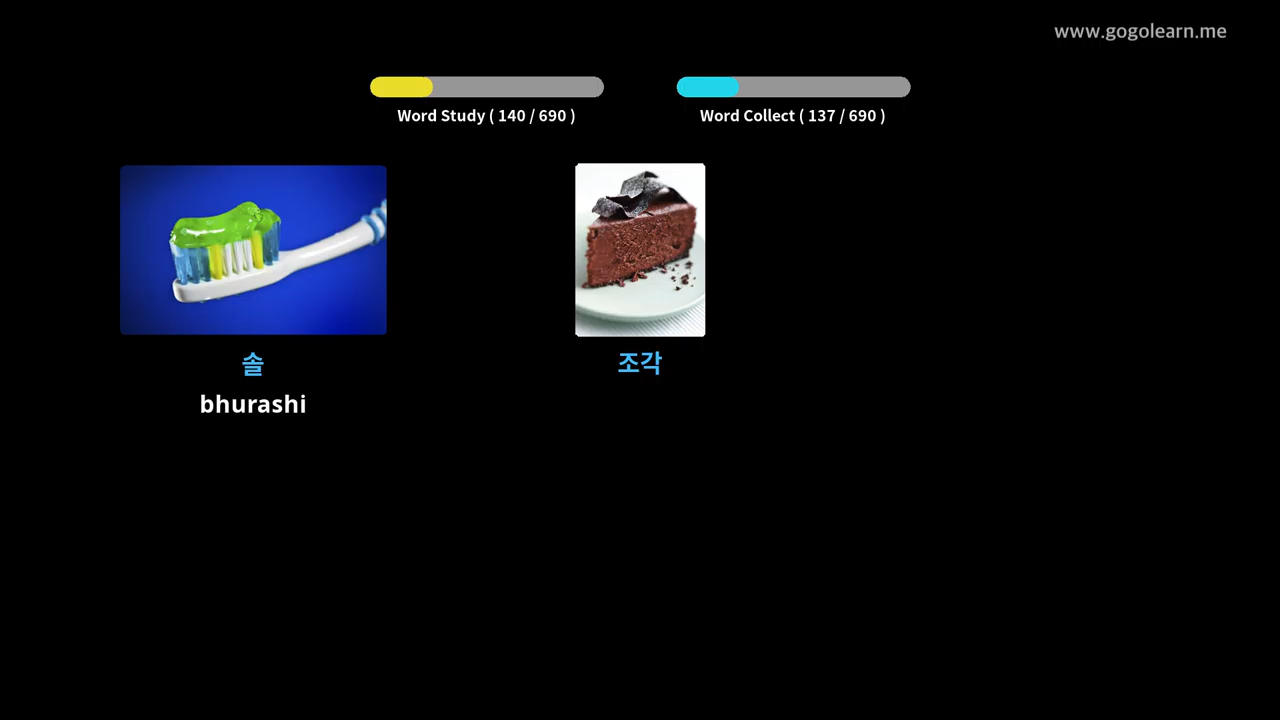 www.gogolearn.me
Word Study ( 140 / 690 )
Word Collect ( 137 / 690 )
솔
조각
bhurashi